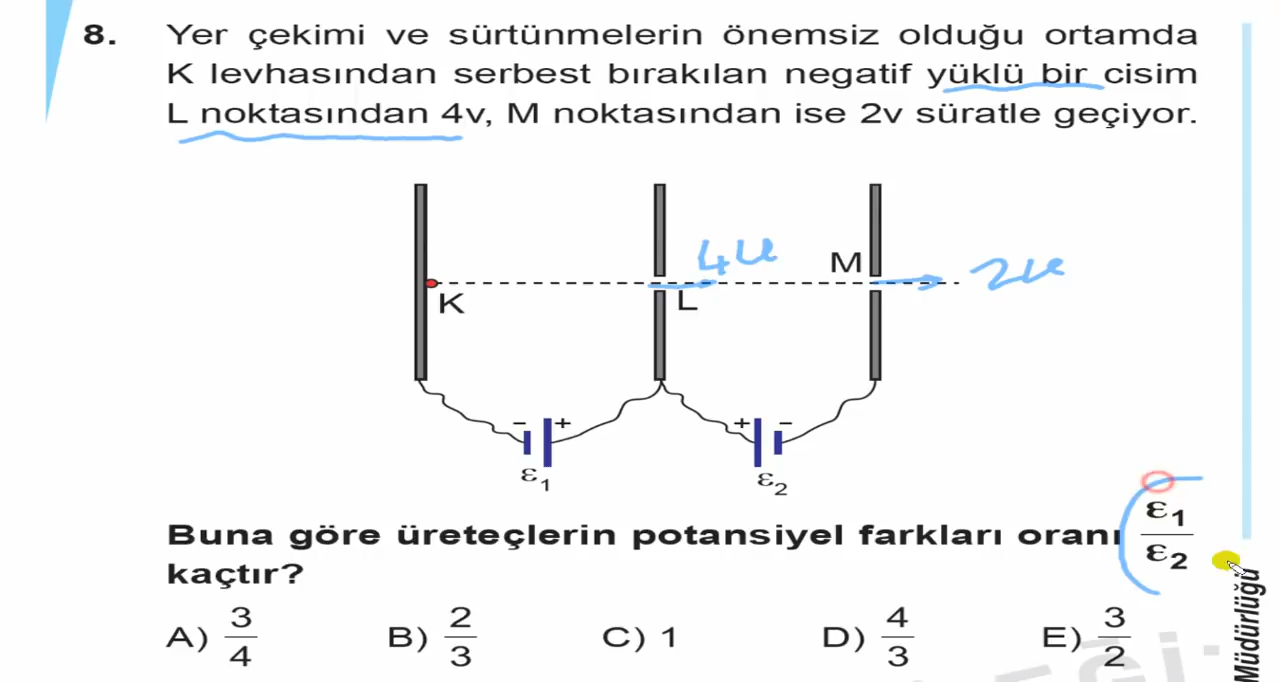 8. Yer çekimi ve sürtünmelerin önemsiz olduğu ortamda
K levhasından serbest bırakılan negatif yüklü bir cisim
L noktasından 4v, M noktasından ise 2v süratle geçiyor.
4v
M
2v
K
L
- +
+ -
ε1
ε2
Buna göre üreteçlerin potansiyel farkları oranı ε1/ε2
kaçtır?
A) 3/4 B) 2/3 C) 1 D) 4/3 E) 3/2
Müdürlüğü